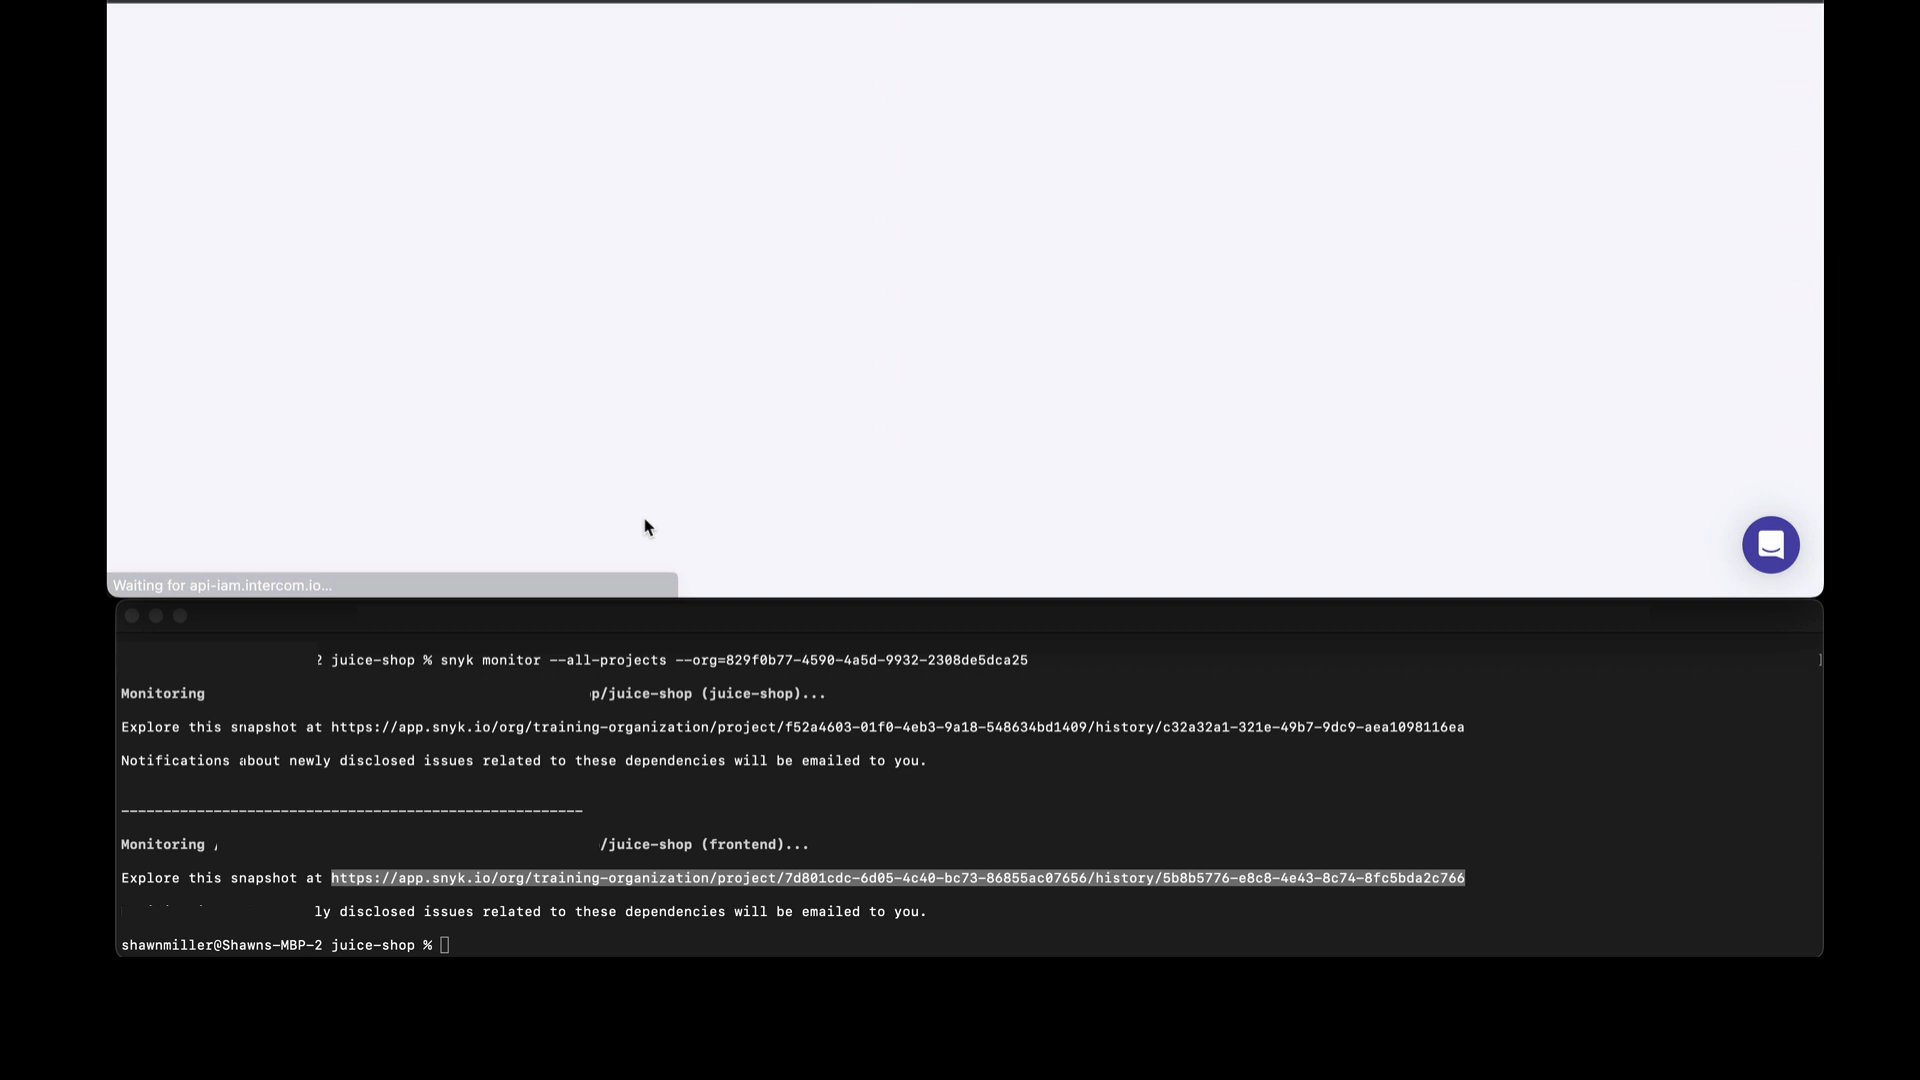 Waiting for api-iam.intercom.io...
2 juice-shop % snyk monitor --all-projects --org=829f0b77-4590-4a5d-9932-2308de5dca25
Monitoring p/juice-shop (juice-shop)...
Explore this snapshot at https://app.snyk.io/org/training-organization/project/f52a4603-01f0-4eb3-9a18-548634bd1409/history/c32a32a1-321e-49b7-9dc9-aea1098116ea
Notifications about newly disclosed issues related to these dependencies will be emailed to you.
-------------------------------------------------------
Monitoring /juice-shop (frontend)...
Explore this snapshot at https://app.snyk.io/org/training-organization/project/7d801cdc-6d05-4c40-bc73-86855ac07656/history/5b8b5776-e8c8-4e43-8c74-8fc5bda2c766
ly disclosed issues related to these dependencies will be emailed to you.
shawnmiller@Shawns-MBP-2 juice-shop %